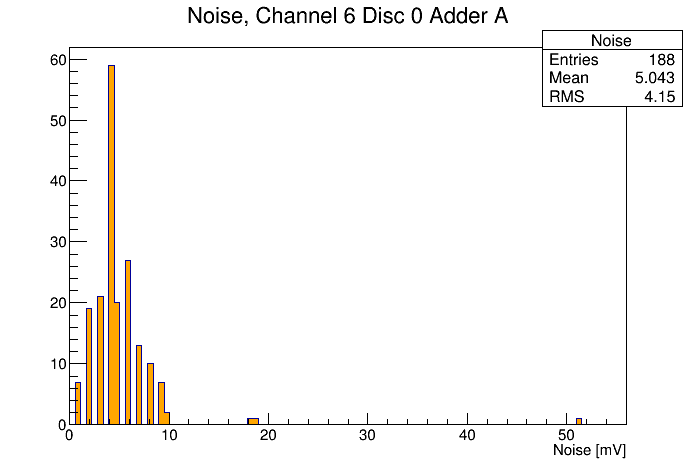 Noise, Channel 6 Disc 0 Adder A
Noise
Entries 188
Mean 5.043
RMS 4.15
60
50
40
30
20
10
0
0 10 20 30 40 50
Noise [mV]